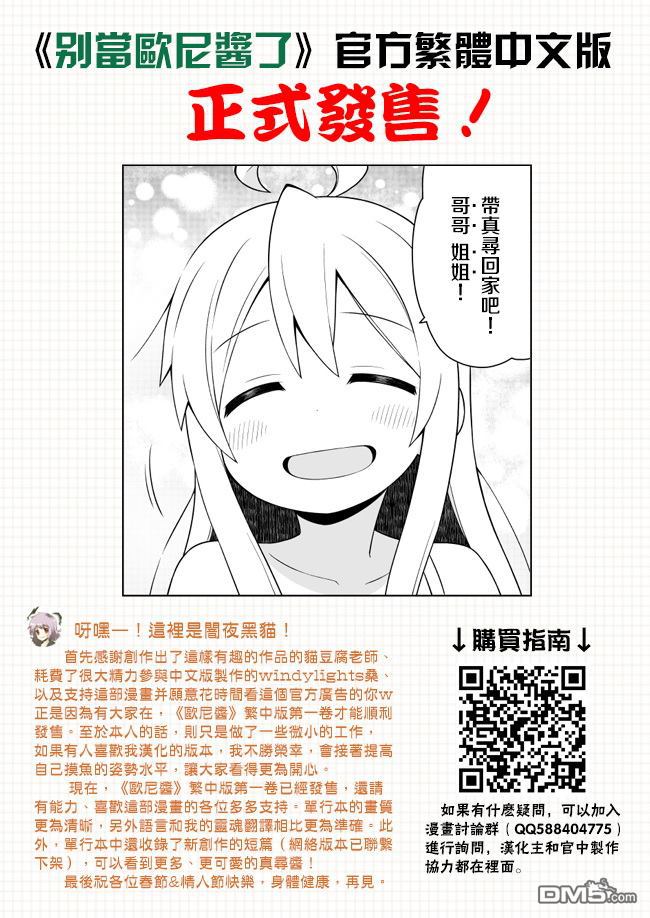 《别當歐尼醬了》官方繁體中文版
正式發售！
帶真尋回家吧！
哥哥 姐姐！
呀嘿一！這裡是闇夜黑貓！
首先感謝創作出了這樣有趣的作品的貓豆腐老師、
耗費了很大精力參與中文版製作的windylights桑、
以及支持這部漫畫并願意花時間看這個官方廣告的你w
正是因為有大家在，《歐尼醬》繁中版第一卷才能順利
發售。至於本人的話，則只是做了一些微小的工作，
如果有人喜歡我漢化的版本，我不勝榮幸，會接著提高
自己摸魚的姿勢水平，讓大家看得更為開心。
現在，《歐尼醬》繁中版第一卷已經發售，還請
有能力、喜歡這部漫畫的各位多多支持。單行本的畫質
更為清晰，另外語言和我的靈魂翻譯相比更為準確。此
外，單行本中還收錄了新創作的短篇（網絡版本已聯繫
下架），可以看到更多、更可愛的真尋醬！
最後祝各位春節&情人節快樂，身體健康，再見。
↓購買指南↓
如果有什麽疑問，可以加入
漫畫討論群（QQ588404775）
進行詢問，漢化主和官中製作
協力都在裡面。
DM5.com